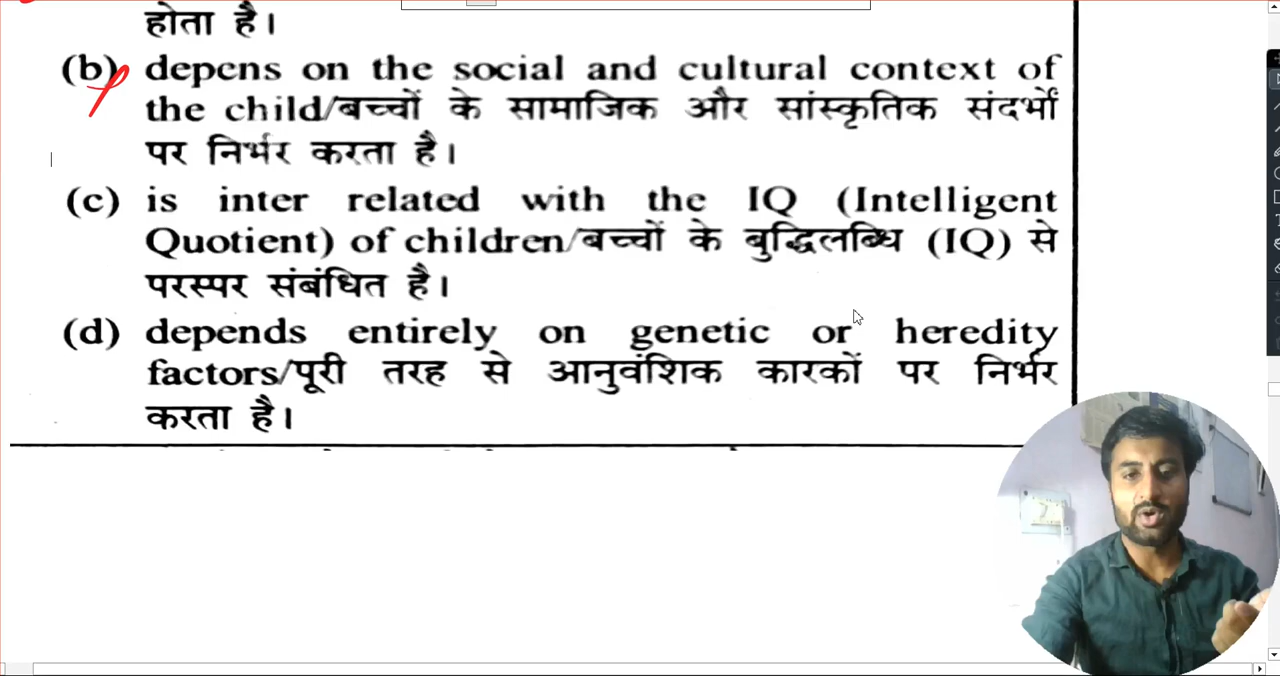 होता है।
(b) depens on the social and cultural context of
the child/बच्चों के सामाजिक और सांस्कृतिक संदर्भों
पर निर्भर करता है।
(c) is inter related with the IQ (Intelligent
Quotient) of children/बच्चों के बुद्धिलब्धि (IQ) से
परस्पर संबंधित है।
(d) depends entirely on genetic or heredity
factors/पूरी तरह से आनुवंशिक कारकों पर निर्भर
करता है।